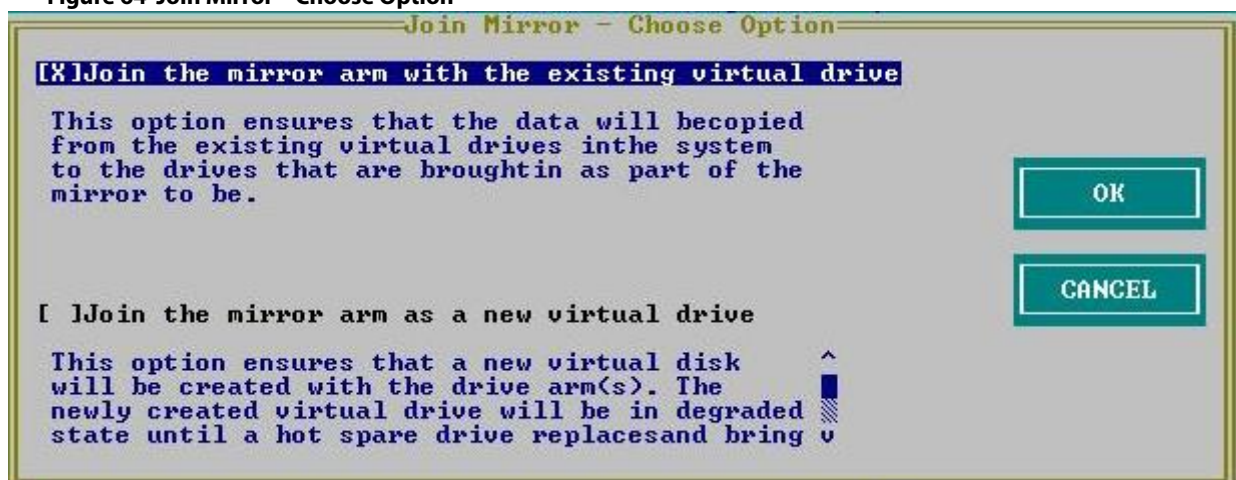 Figure 64 Join Mirror – Choose Option
Join Mirror - Choose Option
[X]Join the mirror arm with the existing virtual drive
This option ensures that the data will becopied
from the existing virtual drives inthe system
to the drives that are broughtin as part of the
mirror to be.
OK
CANCEL
[ ]Join the mirror arm as a new virtual drive
This option ensures that a new virtual disk
will be created with the drive arm(s). The
newly created virtual drive will be in degraded
state until a hot spare drive replacesand bring